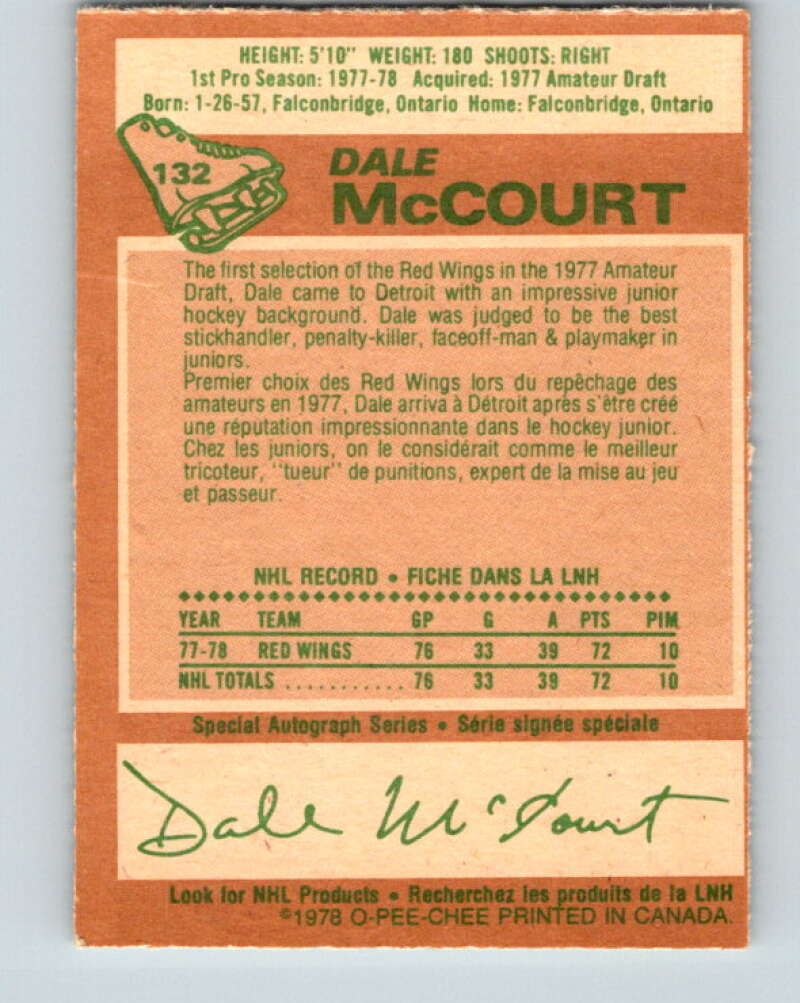 HEIGHT: 5'10" WEIGHT: 180 SHOOTS: RIGHT
1st Pro Season: 1977-78 Acquired: 1977 Amateur Draft
Born: 1-26-57, Falconbridge, Ontario Home: Falconbridge, Ontario
132
DALE
McCOURT
The first selection of the Red Wings in the 1977 Amateur
Draft, Dale came to Detroit with an impressive junior
hockey background. Dale was judged to be the best
stickhandler, penalty-killer, faceoff-man & playmaker in
juniors.
Premier choix des Red Wings lors du repêchage des
amateurs en 1977, Dale arriva à Détroit après s'être créé
une réputation impressionnante dans le hockey junior.
Chez les juniors, on le considérait comme le meilleur
tricoteur, "tueur" de punitions, expert de la mise au jeu
et passeur.
NHL RECORD • FICHE DANS LA LNH
YEAR TEAM GP G A PTS PIM
77-78 RED WINGS 76 33 39 72 10
NHL TOTALS ........... 76 33 39 72 10
Special Autograph Series • Série signée spéciale
Dale McCourt
Look for NHL Products • Recherchez les produits de la LNH
©1978 O-PEE-CHEE PRINTED IN CANADA.